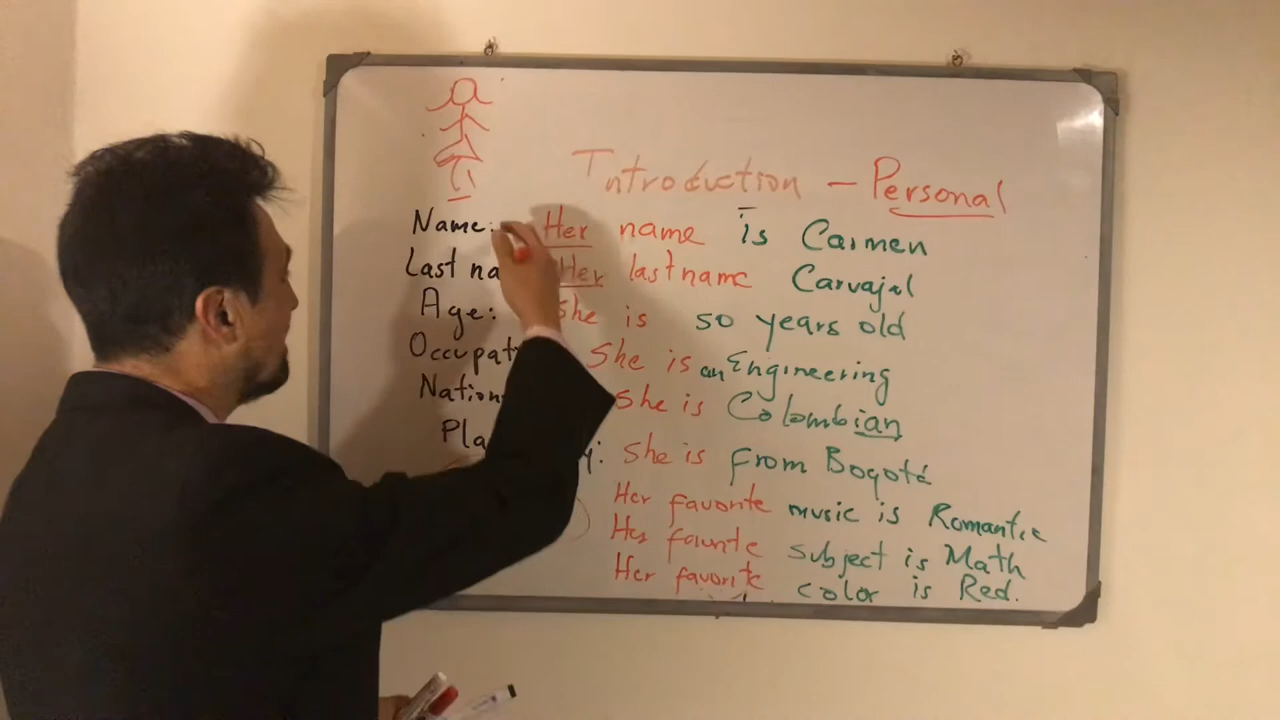 Introduction - Personal
Name: Her name is Carmen
Last na Her lastname Carvajal
Age: She is 50 years old
Occupat She is an Engineering
Nation She is Colombian
Pla y: She is from Bogotá
Her favorite music is Romantic
Her favorite subject is Math
Her favorite color is Red.